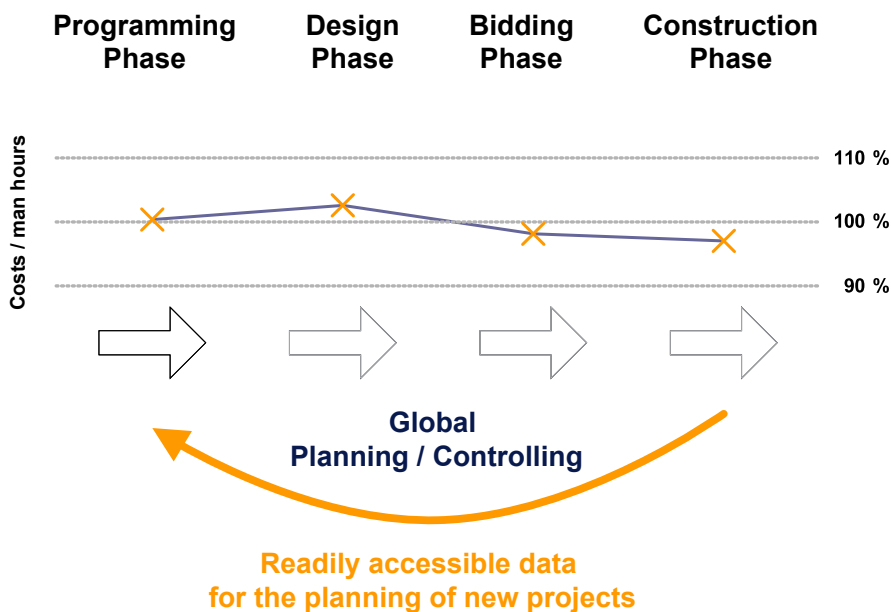 Programming
Phase
Design
Phase
Bidding
Phase
Construction
Phase
Costs / man hours
110 %
100 %
90 %
Global
Planning / Controlling
Readily accessible data
for the planning of new projects